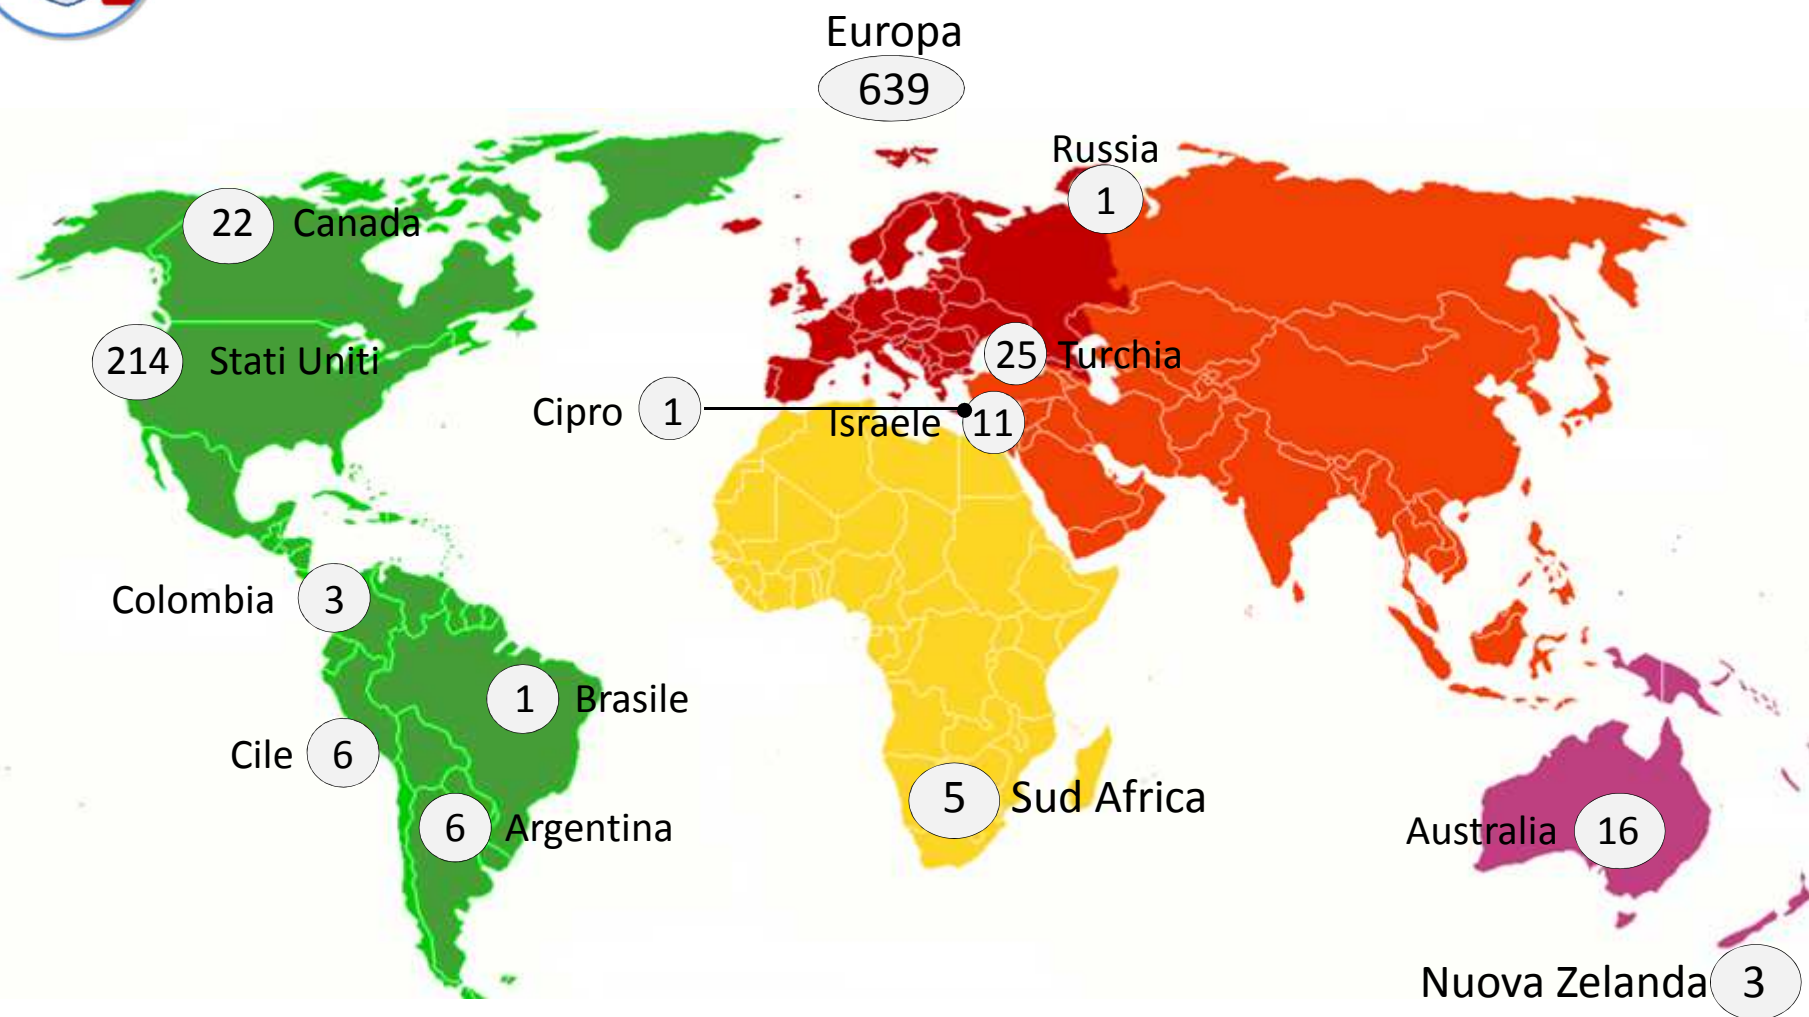 Europa
639
Russia
1
22 Canada
214 Stati Uniti
25 Turchia
Cipro 1
Israele 11
Colombia 3
1 Brasile
Cile 6
6 Argentina
5 Sud Africa
Australia 16
Nuova Zelanda 3